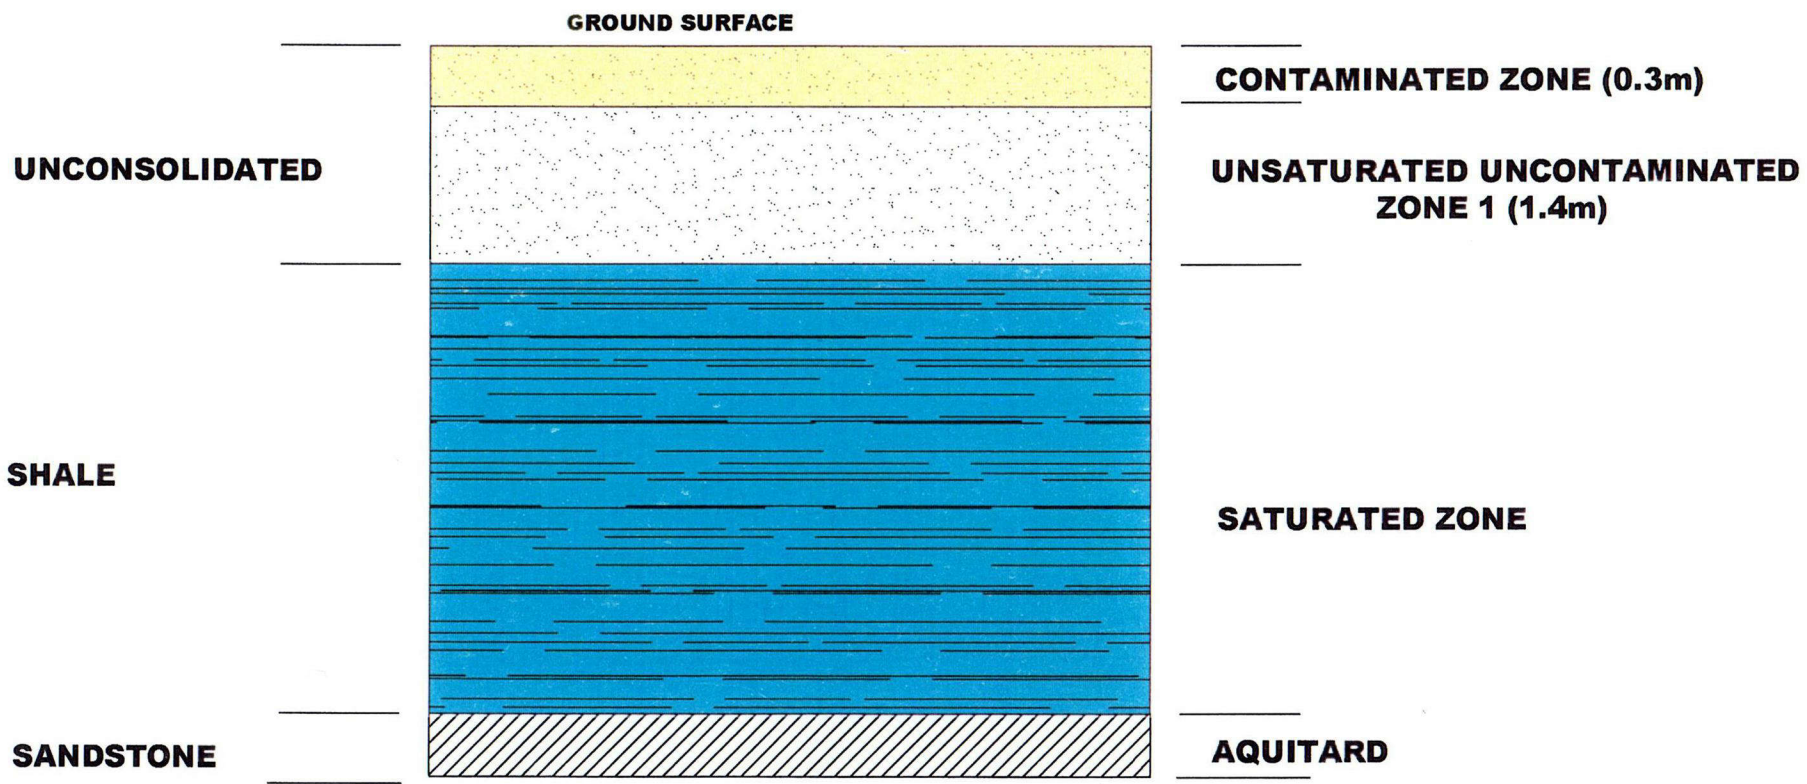 GROUND SURFACE
CONTAMINATED ZONE (0.3m)
UNCONSOLIDATED
UNSATURATED UNCONTAMINATED
ZONE 1 (1.4m)
SHALE
SATURATED ZONE
SANDSTONE
AQUITARD